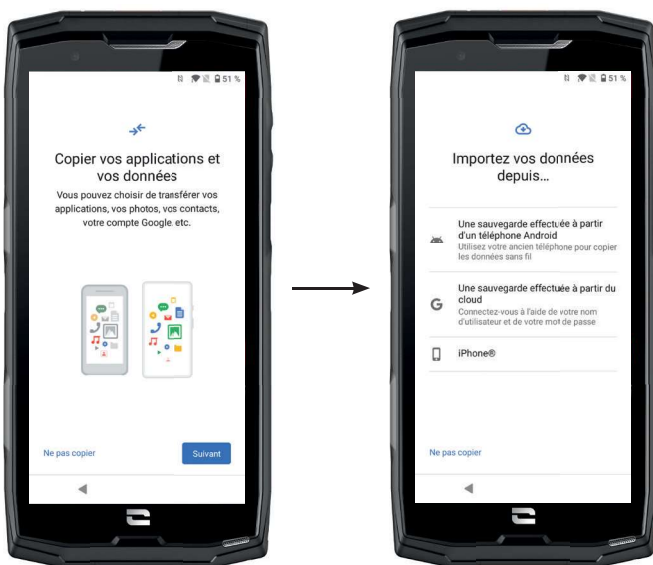 51 %
Copier vos applications et
vos données
Vous pouvez choisir de transférer vos
applications, vos photos, vos contacts,
votre compte Google etc.
Ne pas copier
Suivant
51 %
Importez vos données
depuis...
Une sauvegarde effectuée à partir
d'un téléphone Android
Utilisez votre ancien téléphone pour copier
les données sans fil
Une sauvegarde effectuée à partir du
cloud
Connectez-vous à l'aide de votre nom
d'utilisateur et de votre mot de passe
iPhone®
Ne pas copier